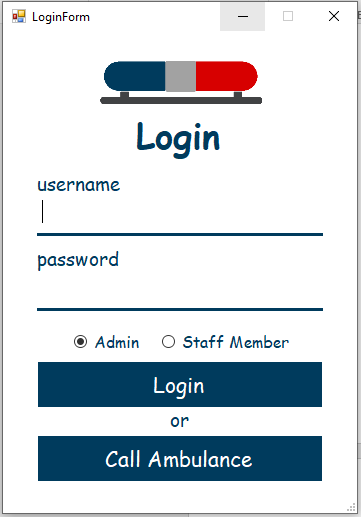 LoginForm
Login
username
password
Admin Staff Member
Login
or
Call Ambulance